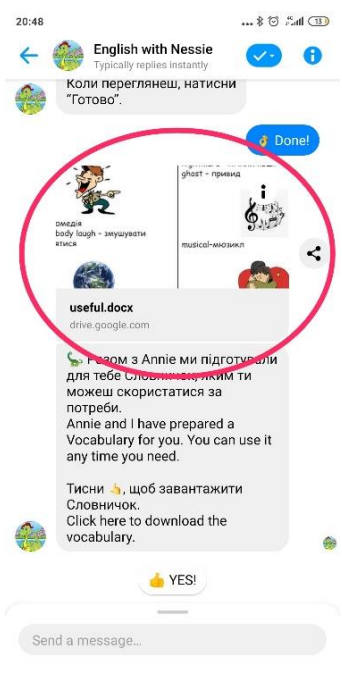 20:48
13
English with Nessie
Typically replies instantly
Коли переглянеш, натисни
“Готово”.
👌 Done!
ghast - привид
омедія
body laugh - змушувати
ятися
musical-мюзикл
useful.docx
drive.google.com
🦕 Разом з Annie ми підготували
для тебе Словничок, яким ти
можеш скористатися за
потреби.
Annie and I have prepared a
Vocabulary for you. You can use it
any time you need.
Тисни 👍, щоб завантажити
Словничок.
Click here to download the
vocabulary.
👍 YES!
Send a message...